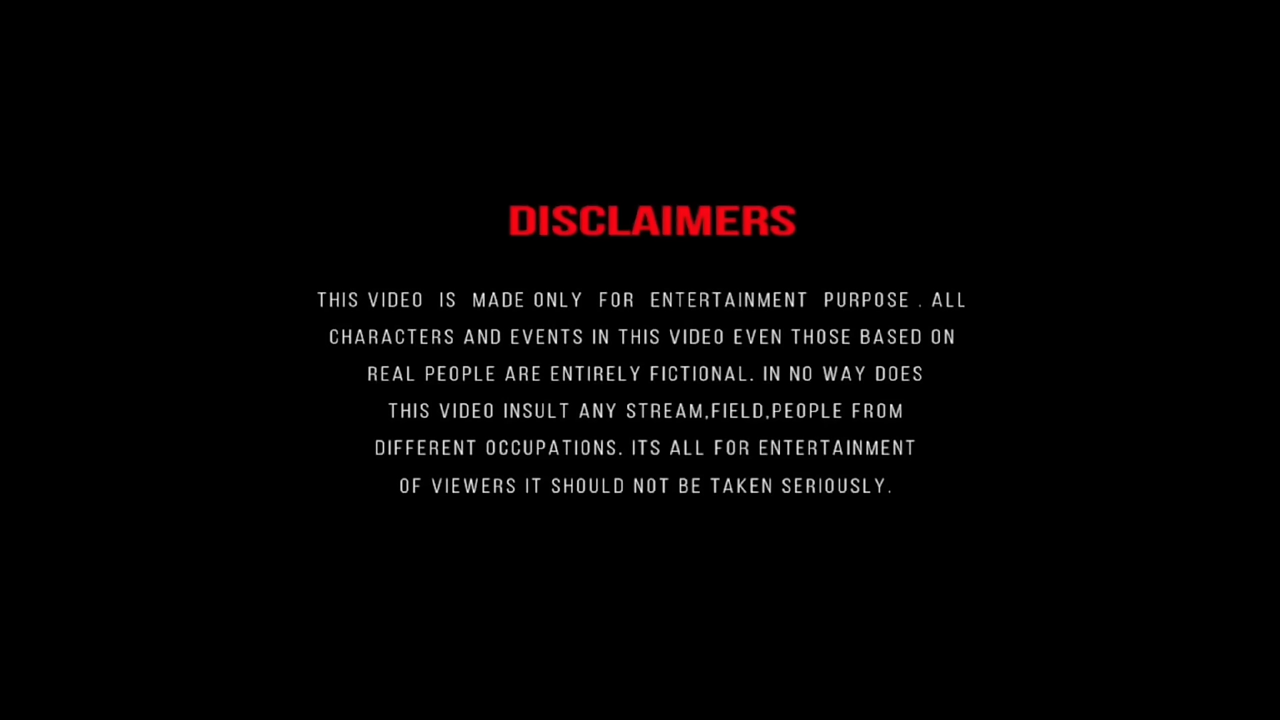 DISCLAIMERS
THIS VIDEO IS MADE ONLY FOR ENTERTAINMENT PURPOSE . ALL
CHARACTERS AND EVENTS IN THIS VIDEO EVEN THOSE BASED ON
REAL PEOPLE ARE ENTIRELY FICTIONAL. IN NO WAY DOES
THIS VIDEO INSULT ANY STREAM,FIELD,PEOPLE FROM
DIFFERENT OCCUPATIONS. ITS ALL FOR ENTERTAINMENT
OF VIEWERS IT SHOULD NOT BE TAKEN SERIOUSLY.